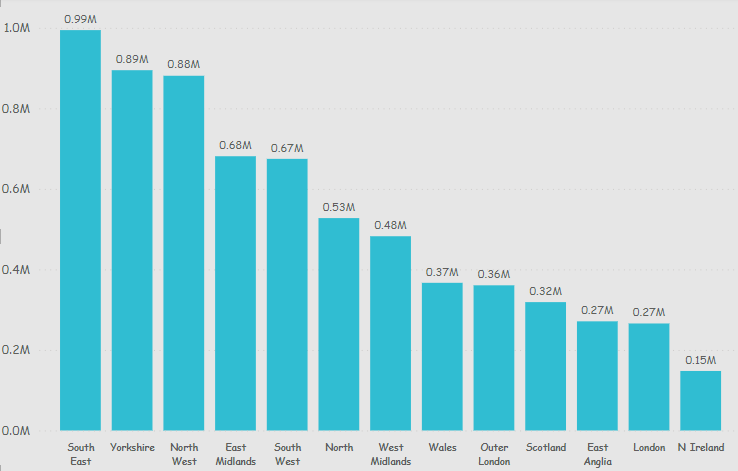 1.0M
0.8M
0.6M
0.4M
0.2M
0.0M
0.99M
0.89M
0.88M
0.68M
0.67M
0.53M
0.48M
0.37M
0.36M
0.32M
0.27M
0.27M
0.15M
South
East
Yorkshire
North
West
East
Midlands
South
West
North
West
Midlands
Wales
Outer
London
Scotland
East
Anglia
London
N Ireland